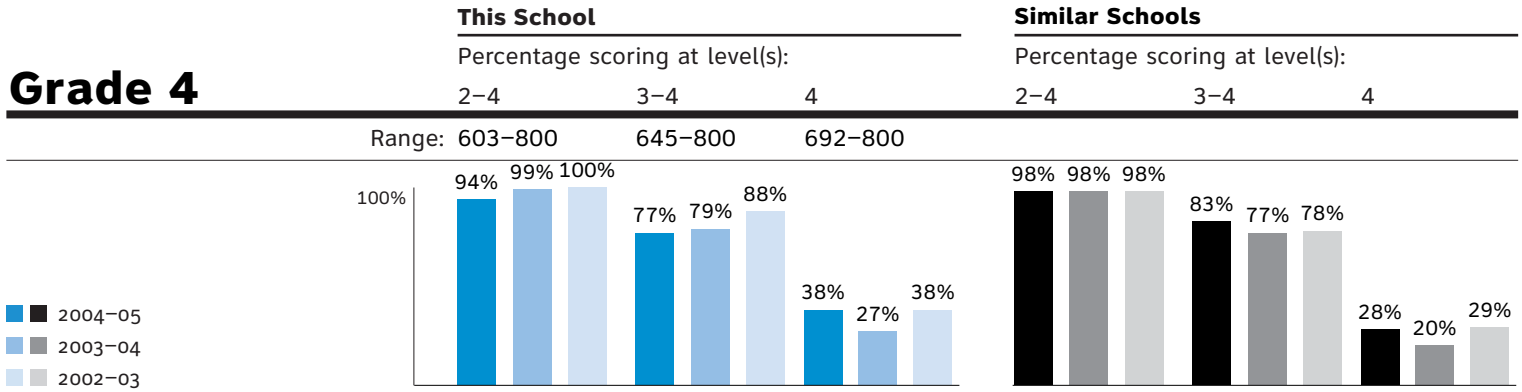 This School Similar Schools
Percentage scoring at level(s): Percentage scoring at level(s):
Grade 4 2–4 3–4 4 2–4 3–4 4
Range: 603–800 645–800 692–800
94% 99% 100% 77% 79% 88% 38% 27% 38% 98% 98% 98% 83% 77% 78% 28% 20% 29%
100%
2004–05
2003–04
2002–03